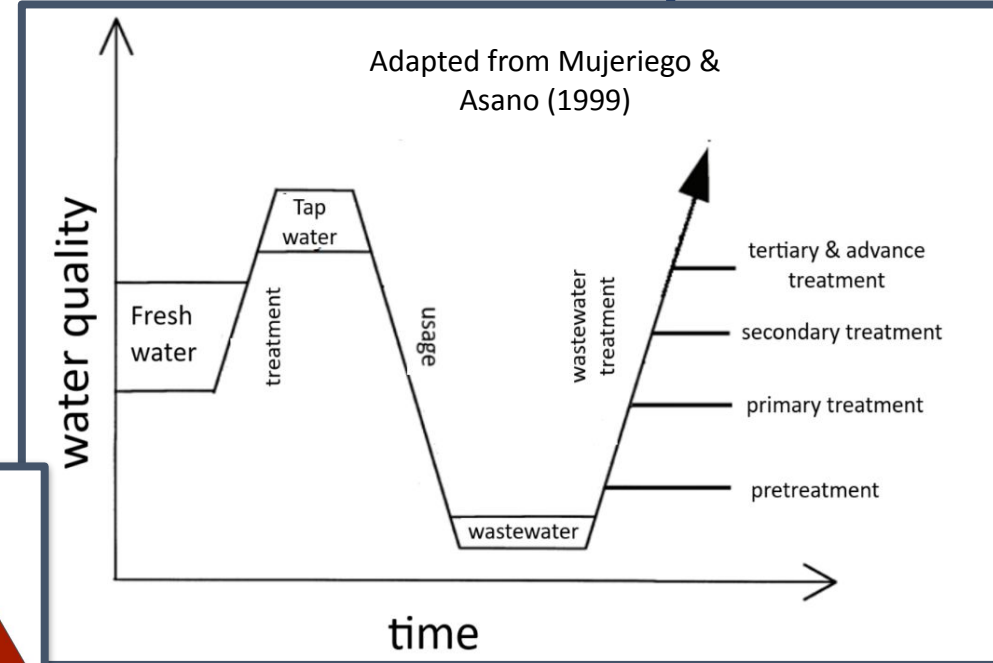 Adapted from Mujeriego &
Asano (1999)
water quality
Fresh
water
treatment
Tap
water
usage
wastewater
wastewater
treatment
tertiary & advance
treatment
secondary treatment
primary treatment
pretreatment
time